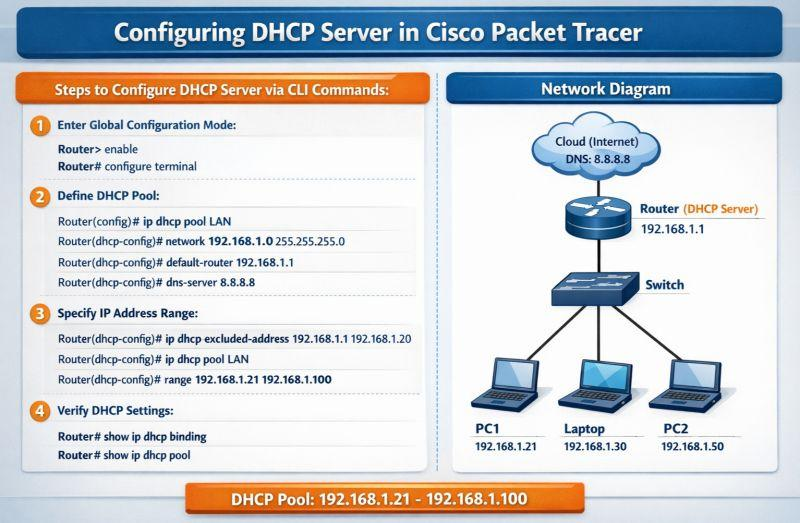 Configuring DHCP Server in Cisco Packet Tracer
Steps to Configure DHCP Server via CLI Commands:
1 Enter Global Configuration Mode:
Router> enable
Router# configure terminal
2 Define DHCP Pool:
Router(config)# ip dhcp pool LAN
Router(dhcp-config)# network 192.168.1.0 255.255.255.0
Router(dhcp-config)# default-router 192.168.1.1
Router(dhcp-config)# dns-server 8.8.8.8
3 Specify IP Address Range:
Router(dhcp-config)# ip dhcp excluded-address 192.168.1.1 192.168.1.20
Router(dhcp-config)# ip dhcp pool LAN
Router(dhcp-config)# range 192.168.1.21 192.168.1.100
4 Verify DHCP Settings:
Router# show ip dhcp binding
Router# show ip dhcp pool
Network Diagram
Cloud (Internet)
DNS: 8.8.8.8
Router (DHCP Server)
192.168.1.1
Switch
PC1
192.168.1.21
Laptop
192.168.1.30
PC2
192.168.1.50
DHCP Pool: 192.168.1.21 - 192.168.1.100